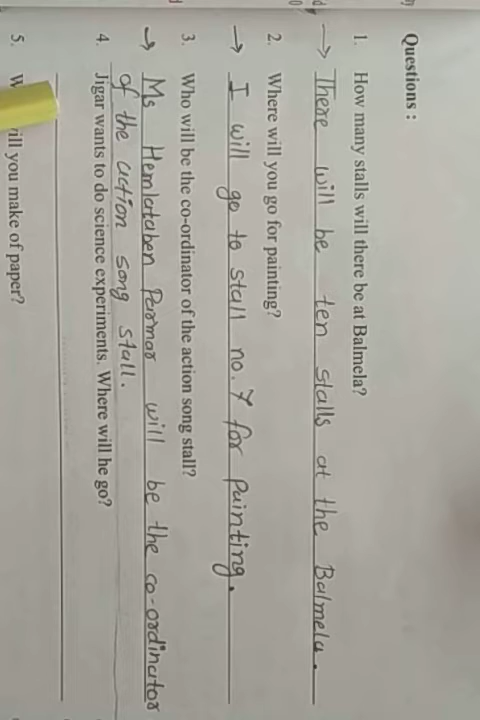 Questions :
1. How many stalls will there be at Balmela?
→ There will be ten stalls at the Balmela.
2. Where will you go for painting?
→ I will go to stall no. 7 for painting.
3. Who will be the co-ordinator of the action song stall?
→ Ms Hemlataben Parmar will be the co-ordinator
of the action song stall.
4. Jigar wants to do science experiments. Where will he go?
5. will you make of paper?